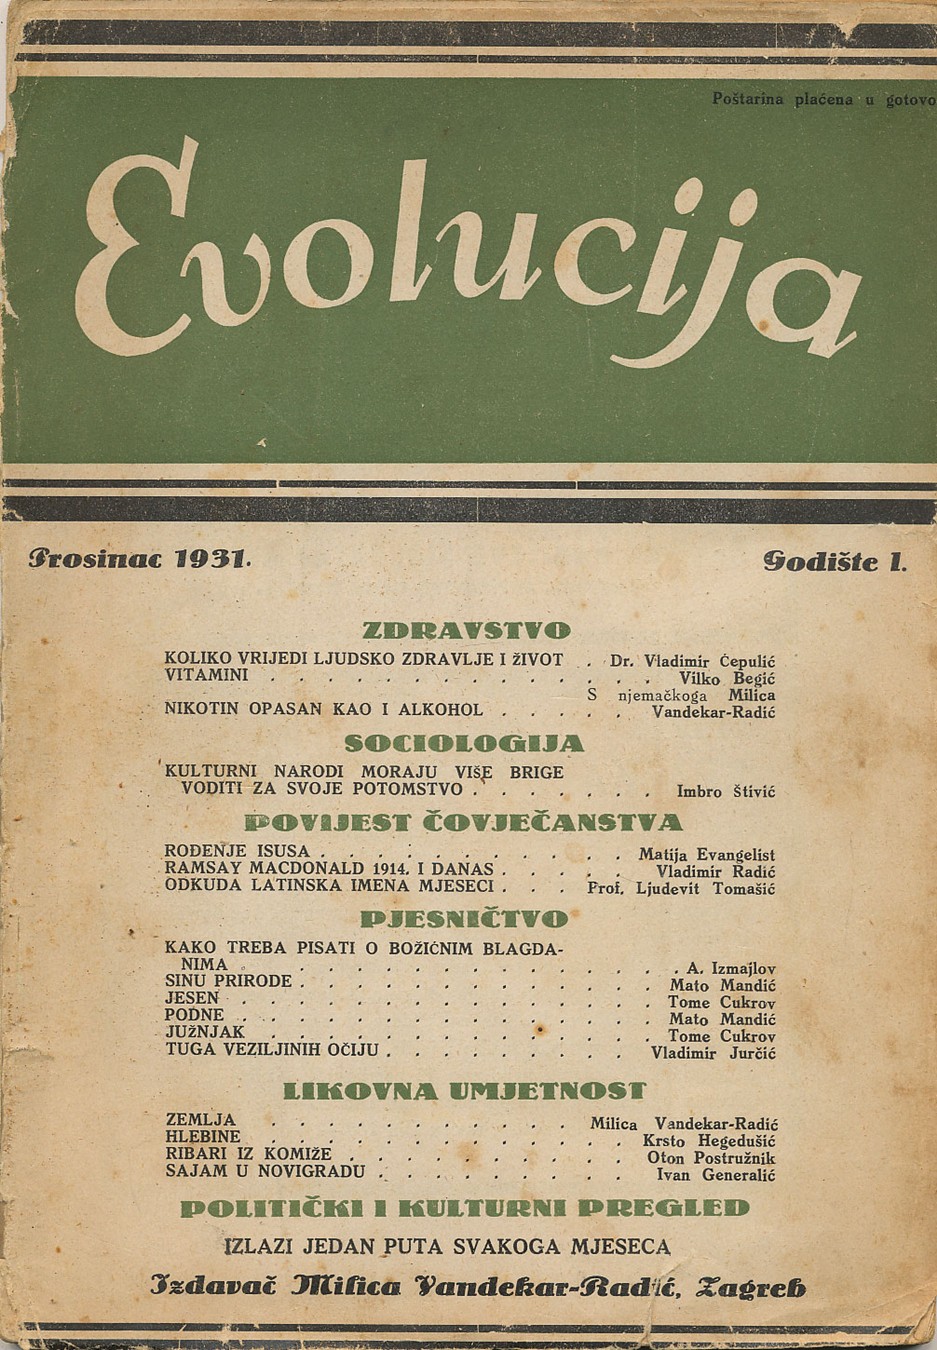 Poštarina plaćena u gotovo
Evolucija
Prosinac 1931.
Godište 1.
ZDRAVSTVO
KOLIKO VRIJEDI LJUDSKO ZDRAVLJE I ŽIVOT . Dr. Vladimir Ćepulić
VITAMINI . . . . . . . . . . . . . Vilko Begić
S njemačkoga Milica
NIKOTIN OPASAN KAO I ALKOHOL . . . . . Vandekar-Radić
SOCIOLOGIJA
KULTURNI NARODI MORAJU VIŠE BRIGE
VODITI ZA SVOJE POTOMSTVO . . . . . . . Imbro Štivić
POVIJEST ČOVJEČANSTVA
ROĐENJE ISUSA . . . . . . . . . . . Matija Evangelist
RAMSAY MACDONALD 1914. I DANAS . . . . . Vladimir Radić
ODKUDA LATINSKA IMENA MJESECI . . . . Prof. Ljudevit Tomašić
PJESNIČTVO
KAKO TREBA PISATI O BOŽIĆNIM BLAGDA-
NIMA . . . . . . . . . . . . . . A. Izmajlov
SINU PRIRODE . . . . . . . . . . . . . Mato Mandić
JESEN . . . . . . . . . . . . . . . Tome Cukrov
PODNE . . . . . . . . . . . . . . . Mato Mandić
JUŽNJAK . . . . . . . . . . . . . . Tome Cukrov
TUGA VEZILJINIH OČIJU . . . . . . . . . Vladimir Jurčić
LIKOVNA UMJETNOST
ZEMLJA . . . . . . . . . . . . Milica Vandekar-Radić
HLEBINE . . . . . . . . . . . . . Krsto Hegedušić
RIBARI IZ KOMIŽE . . . . . . . . . . Oton Postružnik
SAJAM U NOVIGRADU . . . . . . . . . Ivan Generalić
POLITIČKI I KULTURNI PREGLED
IZLAZI JEDAN PUTA SVAKOGA MJESECA
Izdavač Milica Vandekar-Radić, Zagreb